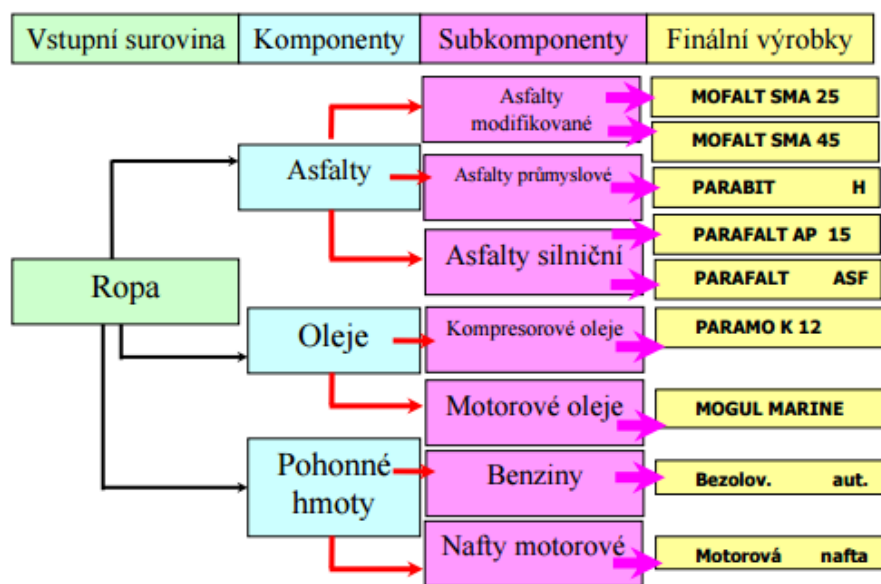 Vstupní surovina
Komponenty
Subkomponenty
Finální výrobky
Ropa
Asfalty
Oleje
Pohonné
hmoty
Asfalty
modifikované
Asfalty průmyslové
Asfalty silniční
Kompresorové oleje
Motorové oleje
Benziny
Nafty motorové
MOFALT SMA 25
MOFALT SMA 45
PARABIT H
PARAFALT AP 15
PARAFALT ASF
PARAMO K 12
MOGUL MARINE
Bezolov. aut.
Motorová nafta